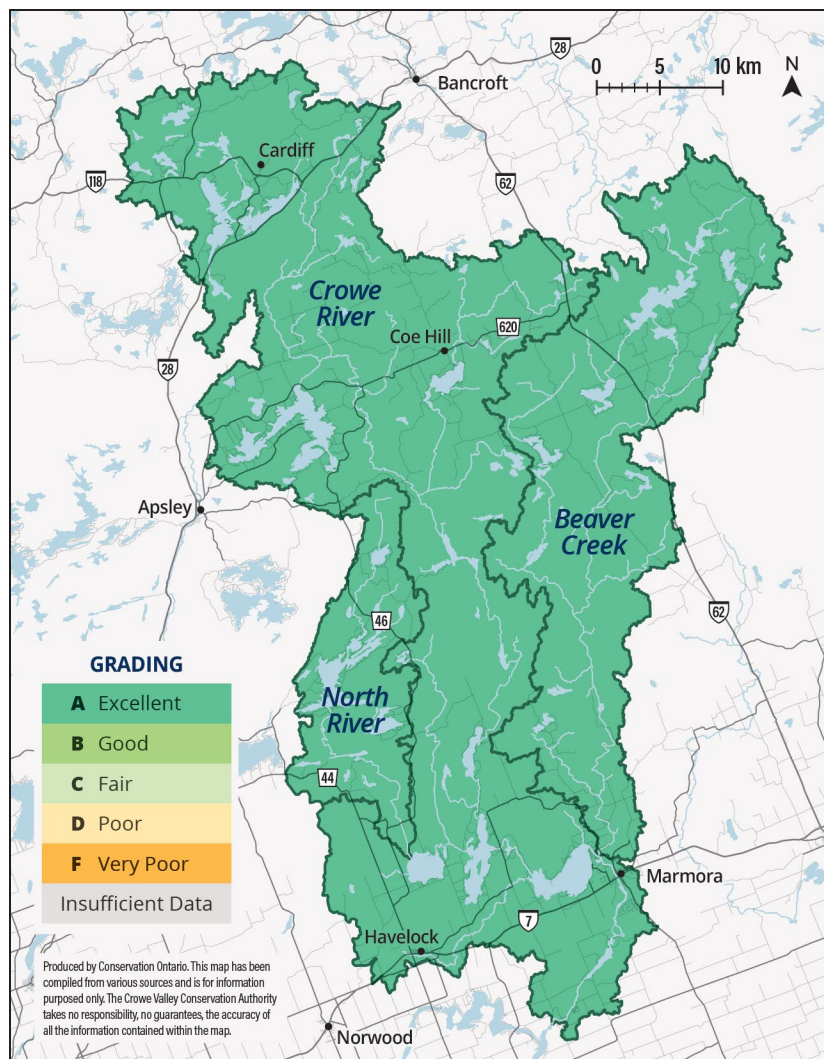 28
Bancroft
0 5 10 km
N
Cardiff
118
62
Crowe
River
620
Coe Hill
28
Apsley
Beaver
Creek
46
62
GRADING
A Excellent
B Good
C Fair
D Poor
F Very Poor
Insufficient Data
North
River
44
Marmora
7
Havelock
Produced by Conservation Ontario. This map has been
compiled from various sources and is for information
purposed only. The Crowe Valley Conservation Authority
takes no responsibility, no guarantees, the accuracy of
all the information contained within the map.
Norwood